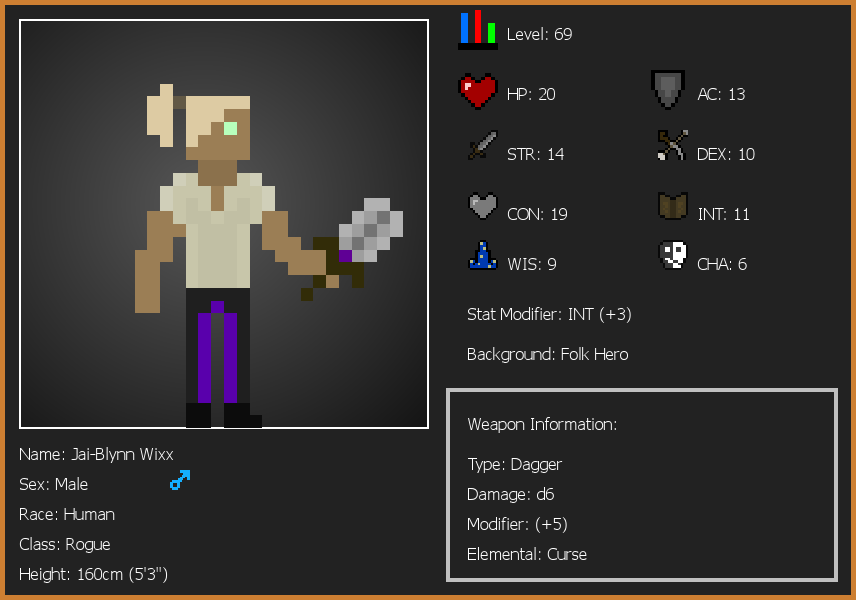 Level: 69
HP: 20
AC: 13
STR: 14
DEX: 10
CON: 19
INT: 11
WIS: 9
CHA: 6
Stat Modifier: INT (+3)
Background: Folk Hero
Weapon Information:
Type: Dagger
Damage: d6
Modifier: (+5)
Elemental: Curse
Name: Jai-Blynn Wixx
Sex: Male
Race: Human
Class: Rogue
Height: 160cm (5'3")